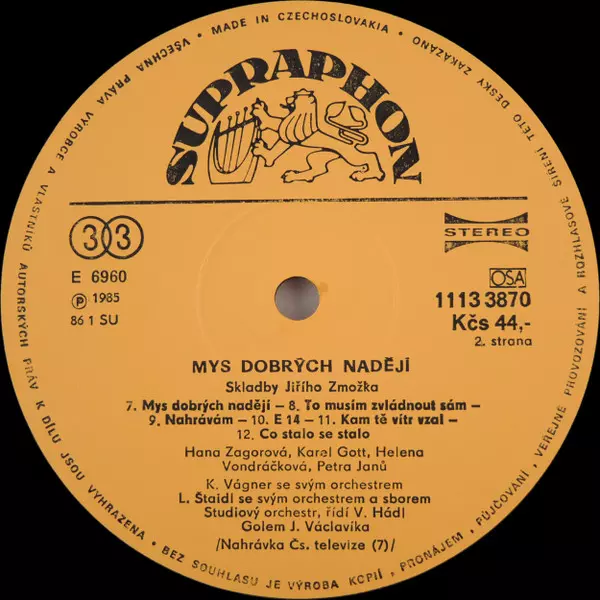 VŠECHNA PRÁVA VÝROBCE A VLASTNÍKŮ AUTORSKÝCH PRÁV K DÍLU JSOU VYHRAZENA • BEZ SOUHLASU JE VÝROBA KOPIÍ, PRONÁJEM, PŮJČOVÁNÍ, VEŘEJNÉ PROVOZOVÁNÍ A ROZHLASOVÉ ŠÍŘENÍ TÉTO DESKY ZAKÁZÁNO • MADE IN CZECHOSLOVAKIA •
SUPRAPHON
33
STEREO
E 6960
OSA
℗ 1985
11133870
86 1 SU
Kčs 44,-
2. strana
MYS DOBRÝCH NADĚJÍ
Skladby Jiřího Zmožka
7. Mys dobrých nadějí – 8. To musím zvládnout sám –
9. Nahrávám – 10. E 14 – 11. Kam tě vítr vzal –
12. Co stalo se stalo
Hana Zagorová, Karel Gott, Helena
Vondráčková, Petra Janů
K. Vágner se svým orchestrem
L. Štaidl se svým orchestrem a sborem
Studiový orchestr, řídí V. Hádl
Golem J. Václavíka
/Nahrávka Čs. televize (7)/